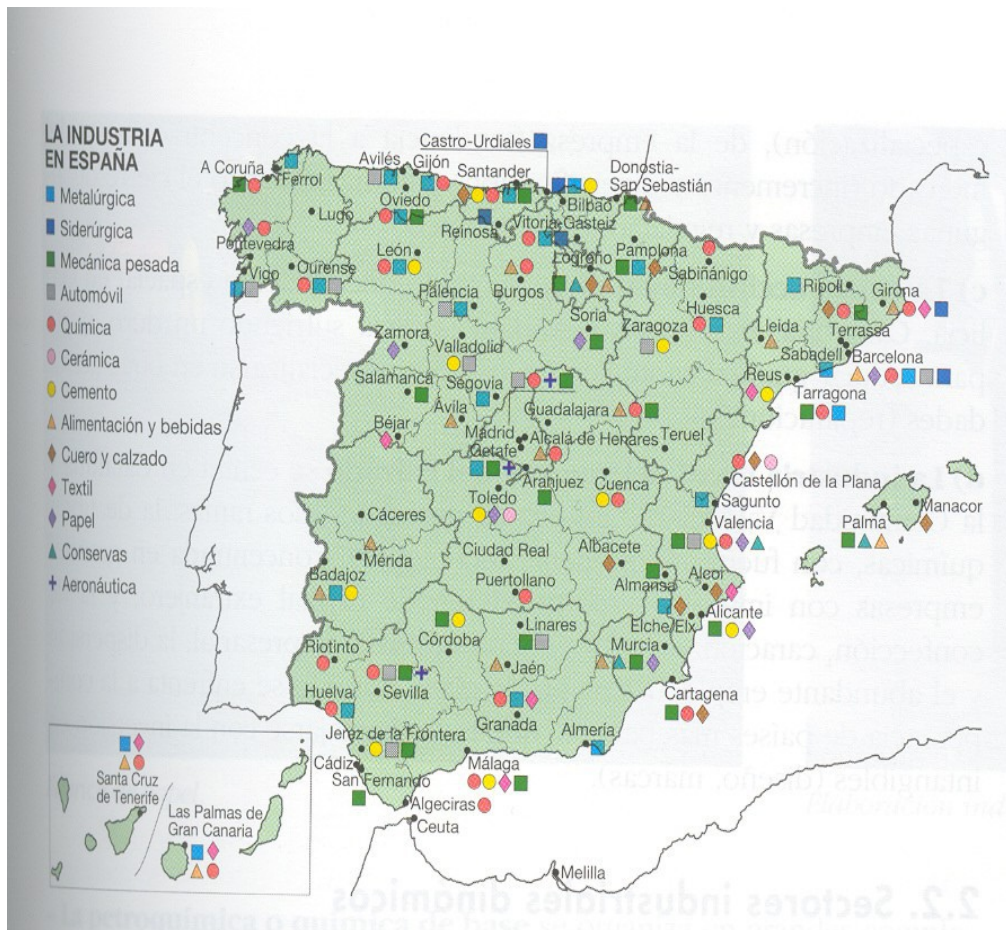 LA INDUSTRIA
EN ESPAÑA
Metalúrgica
Siderúrgica
Mecánica pesada
Automóvil
Química
Cerámica
Cemento
Alimentación y bebidas
Cuero y calzado
Textil
Papel
Conservas
Aeronáutica
Castro-Urdiales
A Coruña
Ferrol
Avilés
Gijón
Santander
Donostia-
San Sebastián
Lugo
Oviedo
Reinosa
Bilbao
Vitoria-Gasteiz
Pontevedra
León
Logroño
Pamplona
Sabiñánigo
Vigo
Ourense
Burgos
Palencia
Huesca
Ripoll
Girona
Zamora
Valladolid
Soria
Zaragoza
Lleida
Terrassa
Sabadell
Barcelona
Salamanca
Segovia
Reus
Tarragona
Ávila
Guadalajara
Béjar
Madrid
Alcalá de Henares
Teruel
Getafe
Aranjuez
Cuenca
Castellón de la Plana
Toledo
Sagunto
Manacor
Cáceres
Valencia
Palma
Mérida
Ciudad Real
Albacete
Badajoz
Puertollano
Almansa
Alcoi
Alicante
Elche/Elx
Córdoba
Linares
Murcia
Riotinto
Jaén
Sevilla
Cartagena
Huelva
Granada
Almería
Jerez de la Frontera
Cádiz
San Fernando
Málaga
Algeciras
Ceuta
Melilla
Santa Cruz
de Tenerife
Las Palmas de
Gran Canaria
2.2. Sectores industriales dinámicos